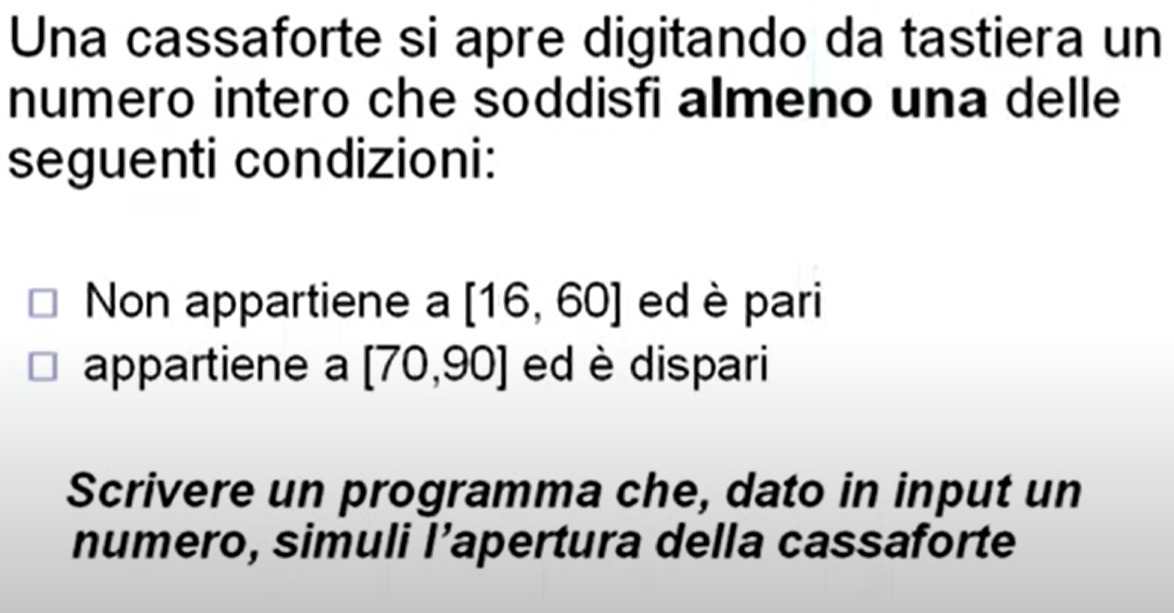 Una cassaforte si apre digitando da tastiera un
numero intero che soddisfi almeno una delle
seguenti condizioni:
Non appartiene a [16, 60] ed è pari
appartiene a [70,90] ed è dispari
Scrivere un programma che, dato in input un
numero, simuli l’apertura della cassaforte